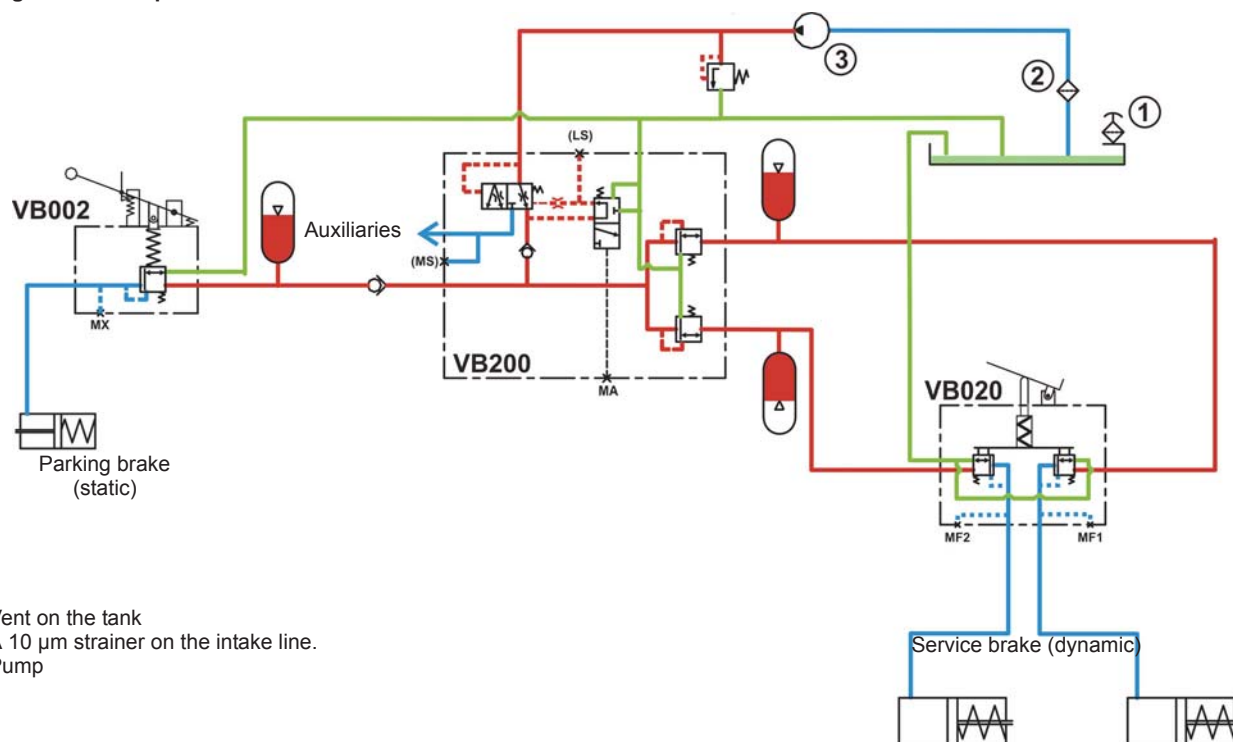 3
2
1
(LS)
VB002
Auxiliaries
(MS)
MX
VB200
MA
VB020
Parking brake
(static)
MF2
MF1
Vent on the tank
A 10 µm strainer on the intake line.
Pump
Service brake (dynamic)